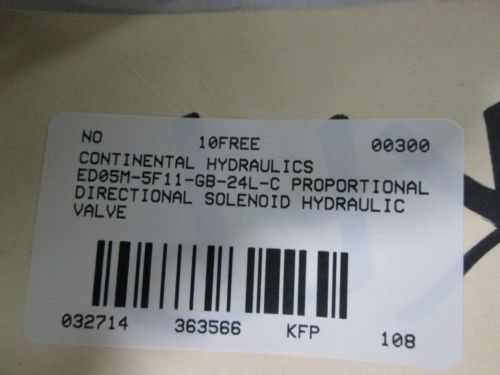 NO 10FREE 00300
CONTINENTAL HYDRAULICS
ED05M-5F11-GB-24L-C PROPORTIONAL
DIRECTIONAL SOLENOID HYDRAULIC
VALVE
032714 363566 KFP 108